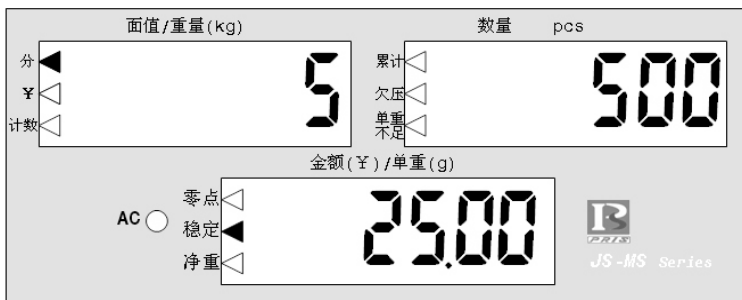 面值/重量(kg)
数量 pcs
分
¥
计数
5
累计
欠压
单重
不足
500
金额(¥)/单重(g)
AC
零点
稳定
净重
25.00
PRIS
JS-MS Series